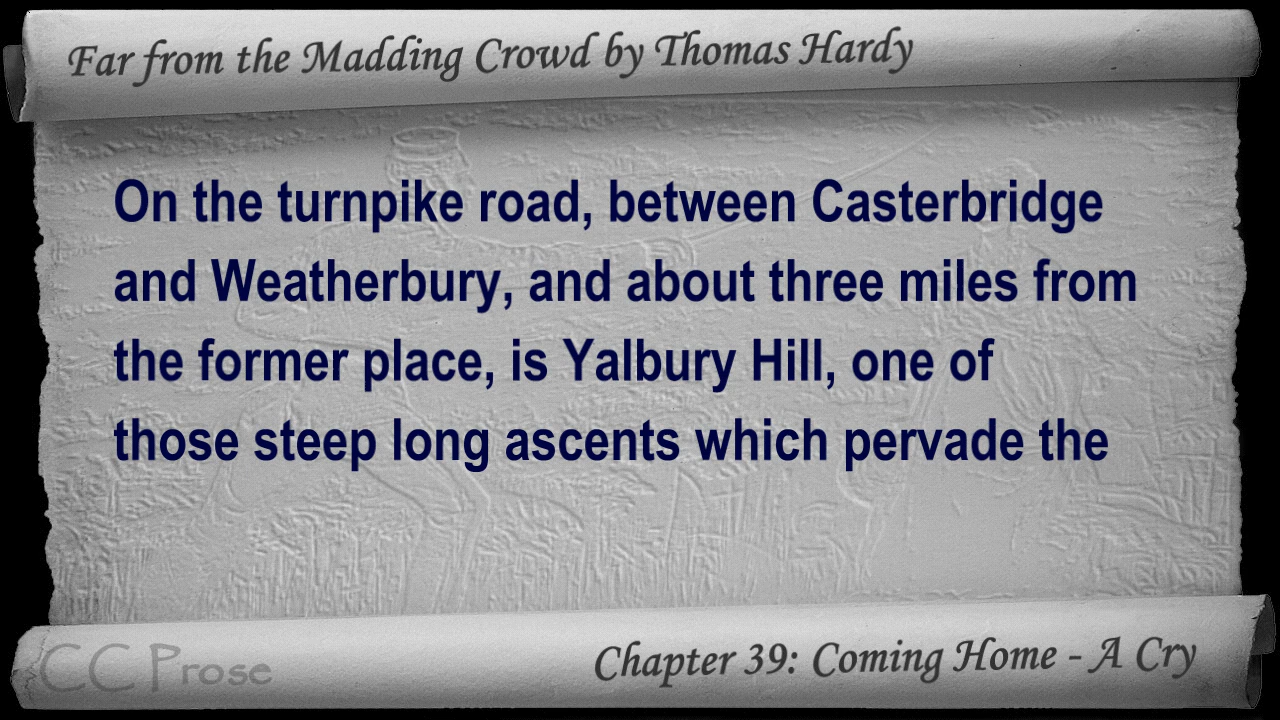 Far from the Madding Crowd by Thomas Hardy
On the turnpike road, between Casterbridge
and Weatherbury, and about three miles from
the former place, is Yalbury Hill, one of
those steep long ascents which pervade the
CC Prose
Chapter 39: Coming Home - A Cry